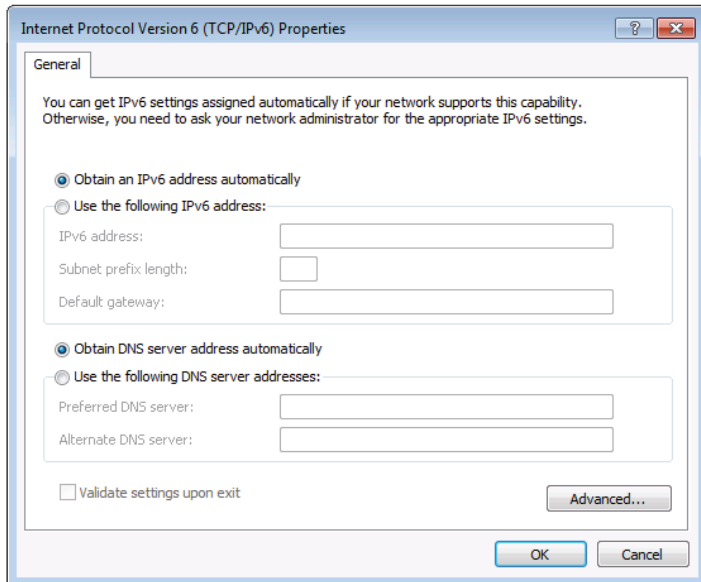 Internet Protocol Version 6 (TCP/IPv6) Properties
General
You can get IPv6 settings assigned automatically if your network supports this capability.
Otherwise, you need to ask your network administrator for the appropriate IPv6 settings.
Obtain an IPv6 address automatically
Use the following IPv6 address:
IPv6 address:
Subnet prefix length:
Default gateway:
Obtain DNS server address automatically
Use the following DNS server addresses:
Preferred DNS server:
Alternate DNS server:
Validate settings upon exit
Advanced...
OK Cancel